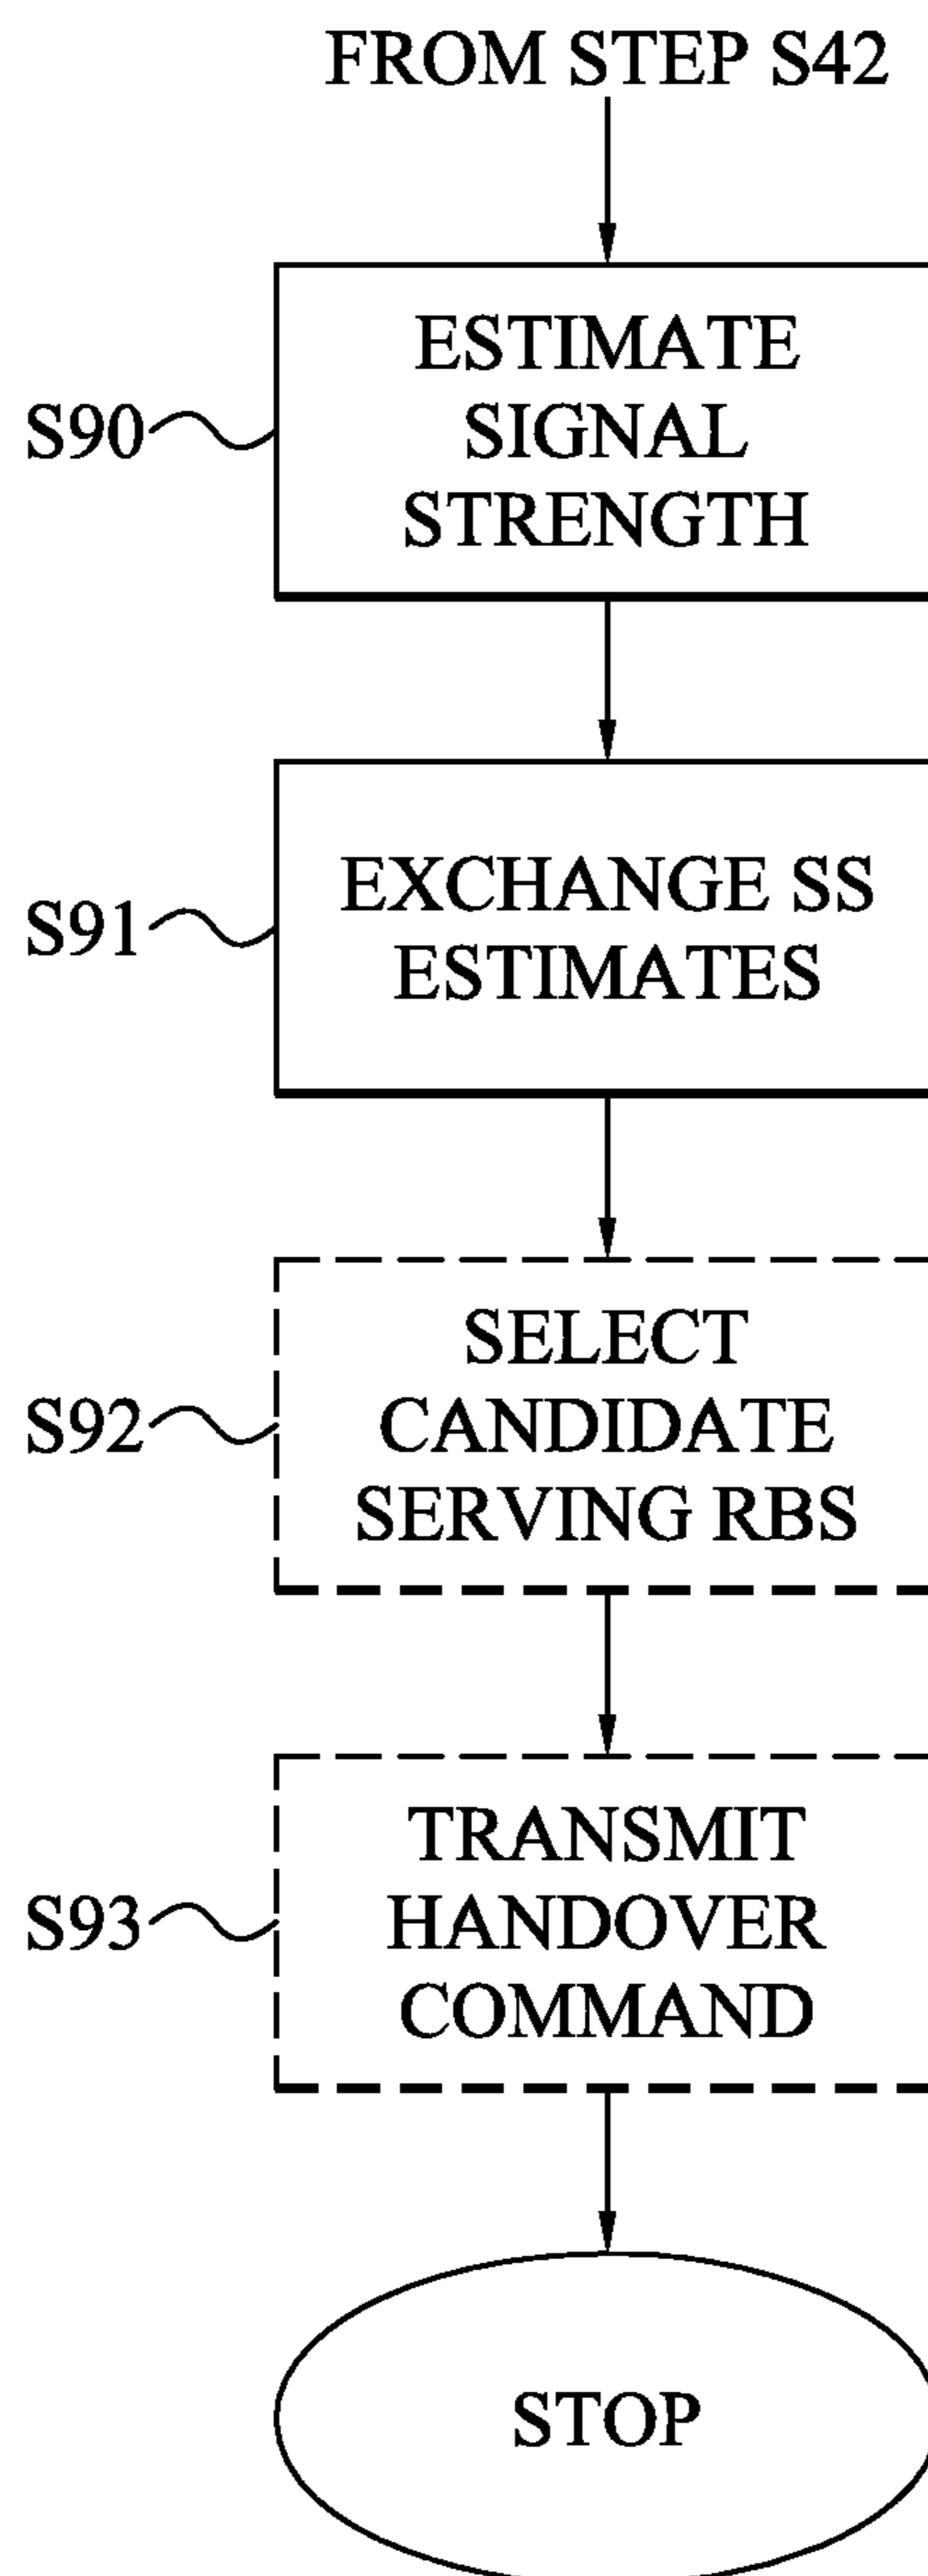 FROM STEP S42
ESTIMATE
SIGNAL
STRENGTH
S90
EXCHANGE SS
ESTIMATES
S91
SELECT
CANDIDATE
SERVING RBS
S92
TRANSMIT
HANDOVER
COMMAND
S93
STOP